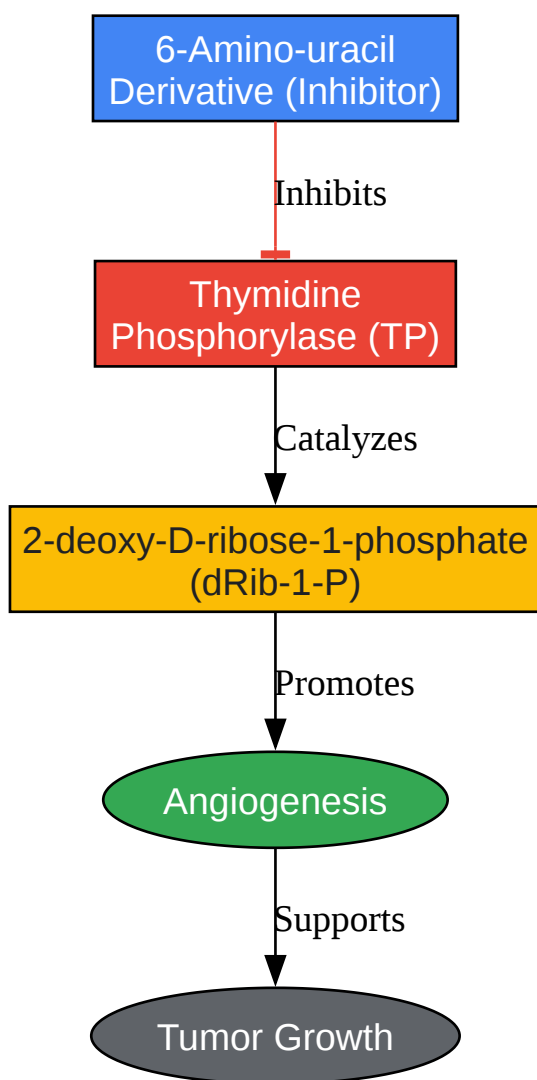 6-Amino-uracil
Derivative (Inhibitor)
Inhibits
Thymidine
Phosphorylase (TP)
Catalyzes
2-deoxy-D-ribose-1-phosphate
(dRib-1-P)
Promotes
Angiogenesis
Supports
Tumor Growth